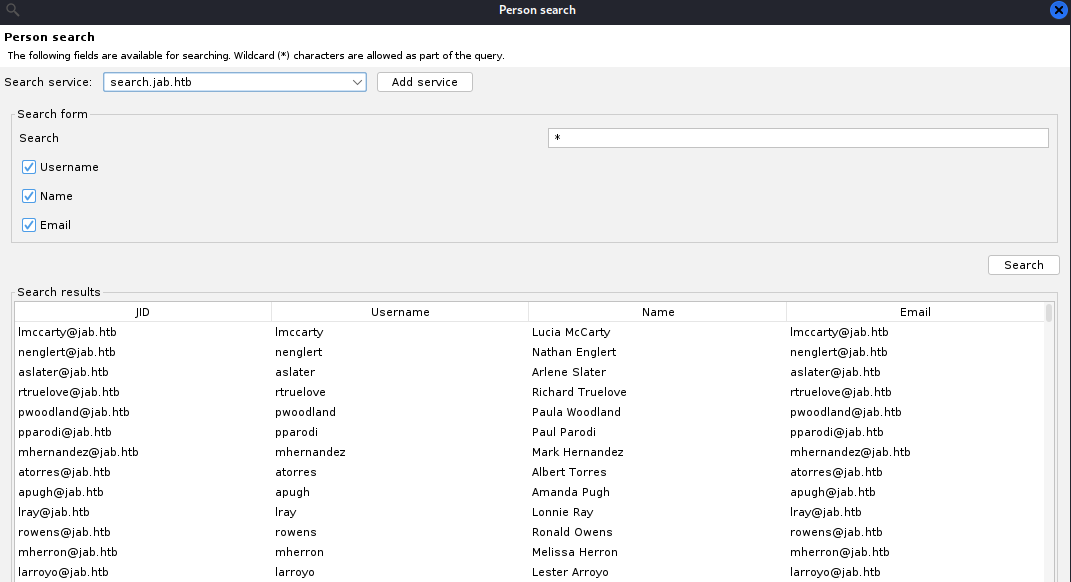 Person search
Person search
The following fields are available for searching. Wildcard (*) characters are allowed as part of the query.
Search service: search.jab.htb Add service
Search form
Search *
Username
Name
Email
Search
Search results
JID Username Name Email
lmccarty@jab.htb lmccarty Lucia McCarty lmccarty@jab.htb
nenglert@jab.htb nenglert Nathan Englert nenglert@jab.htb
aslater@jab.htb aslater Arlene Slater aslater@jab.htb
rtruelove@jab.htb rtruelove Richard Truelove rtruelove@jab.htb
pwoodland@jab.htb pwoodland Paula Woodland pwoodland@jab.htb
pparodi@jab.htb pparodi Paul Parodi pparodi@jab.htb
mhernandez@jab.htb mhernandez Mark Hernandez mhernandez@jab.htb
atorres@jab.htb atorres Albert Torres atorres@jab.htb
apugh@jab.htb apugh Amanda Pugh apugh@jab.htb
lray@jab.htb lray Lonnie Ray lray@jab.htb
rowens@jab.htb rowens Ronald Owens rowens@jab.htb
mherron@jab.htb mherron Melissa Herron mherron@jab.htb
larroyo@jab.htb larroyo Lester Arroyo larroyo@jab.htb